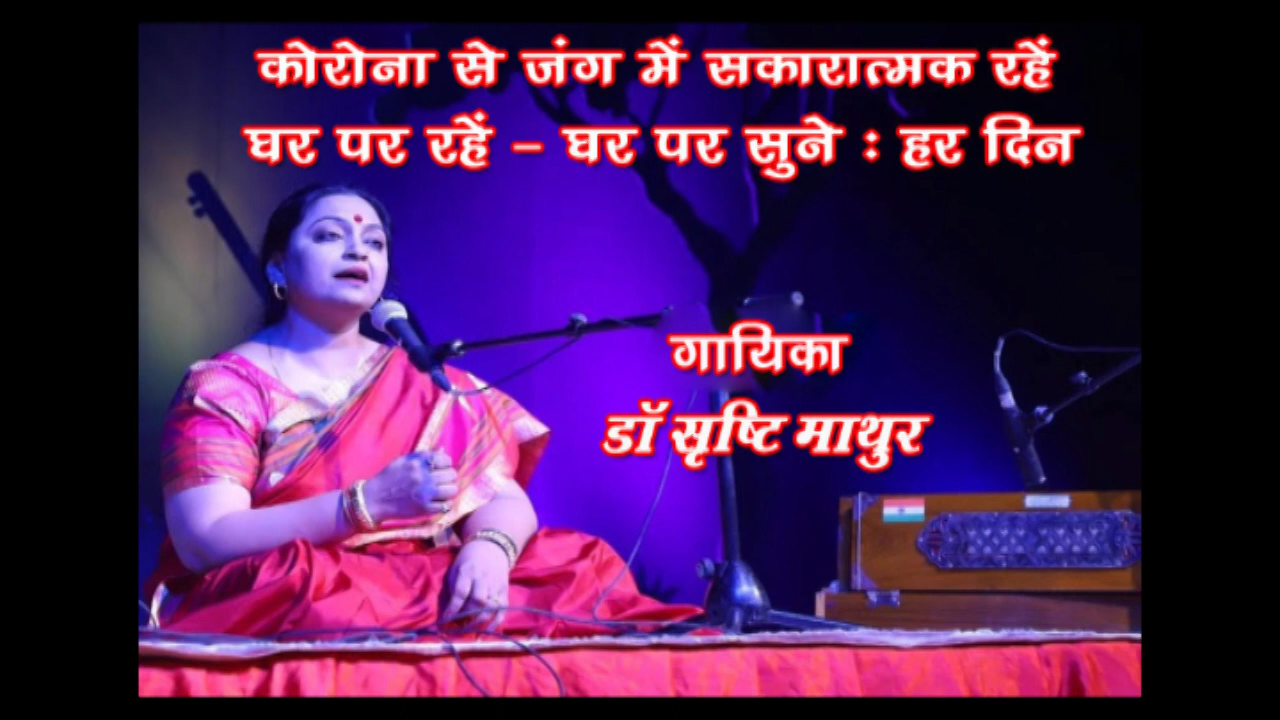 कोरोना से जंग में सकारात्मक रहें
घर पर रहें – घर पर सुने : हर दिन
गायिका
डॉ सृष्टि माथुर